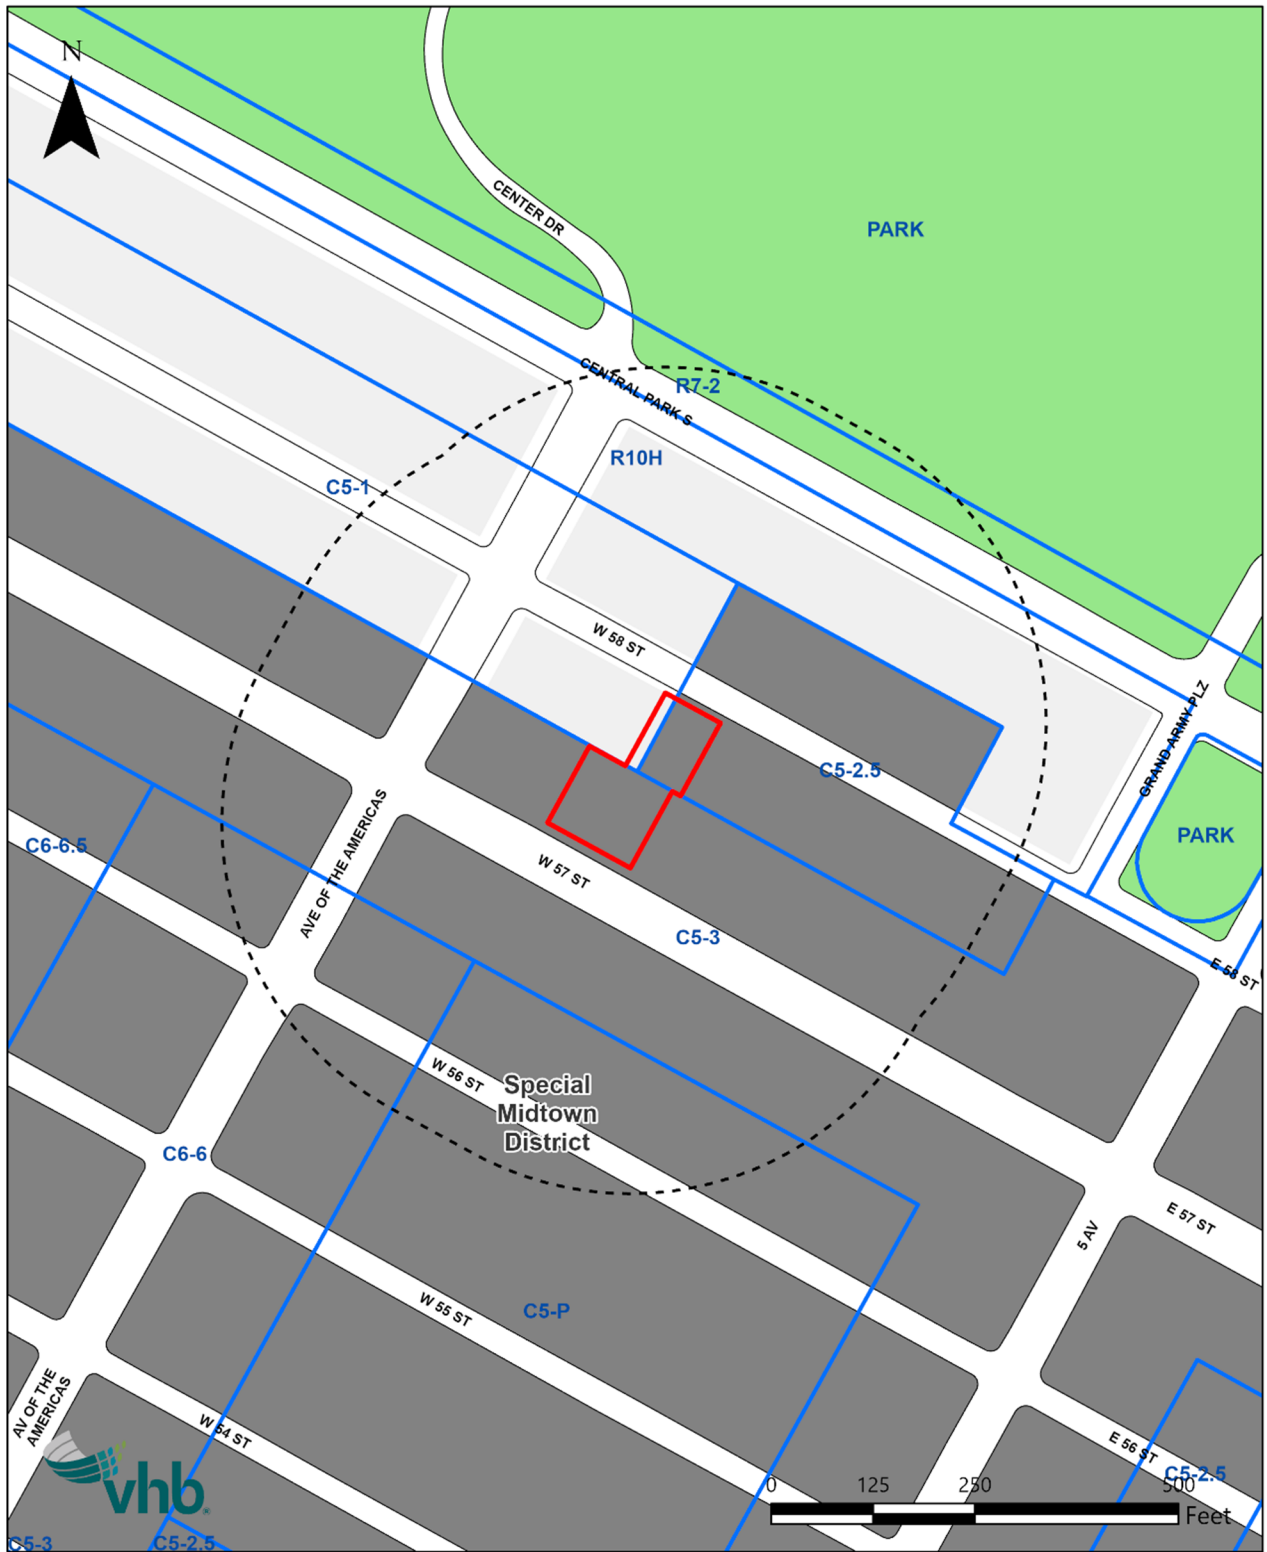 N
CENTER DR
PARK
CENTRAL PARK S
R7-2
R10H
C5-1
W 58 ST
GRAND ARMY PLZ
C5-2.5
PARK
C6-6.5
AVE OF THE AMERICAS
W 57 ST
C5-3
E 58 ST
W 56 ST
Special
Midtown
District
C6-6
E 57 ST
5 AV
W 55 ST
C5-P
AV OF THE
AMERICAS
W 54 ST
E 56 ST
C5-2.5
vhb
0 125 250 500
Feet
C5-3
C5-2.5